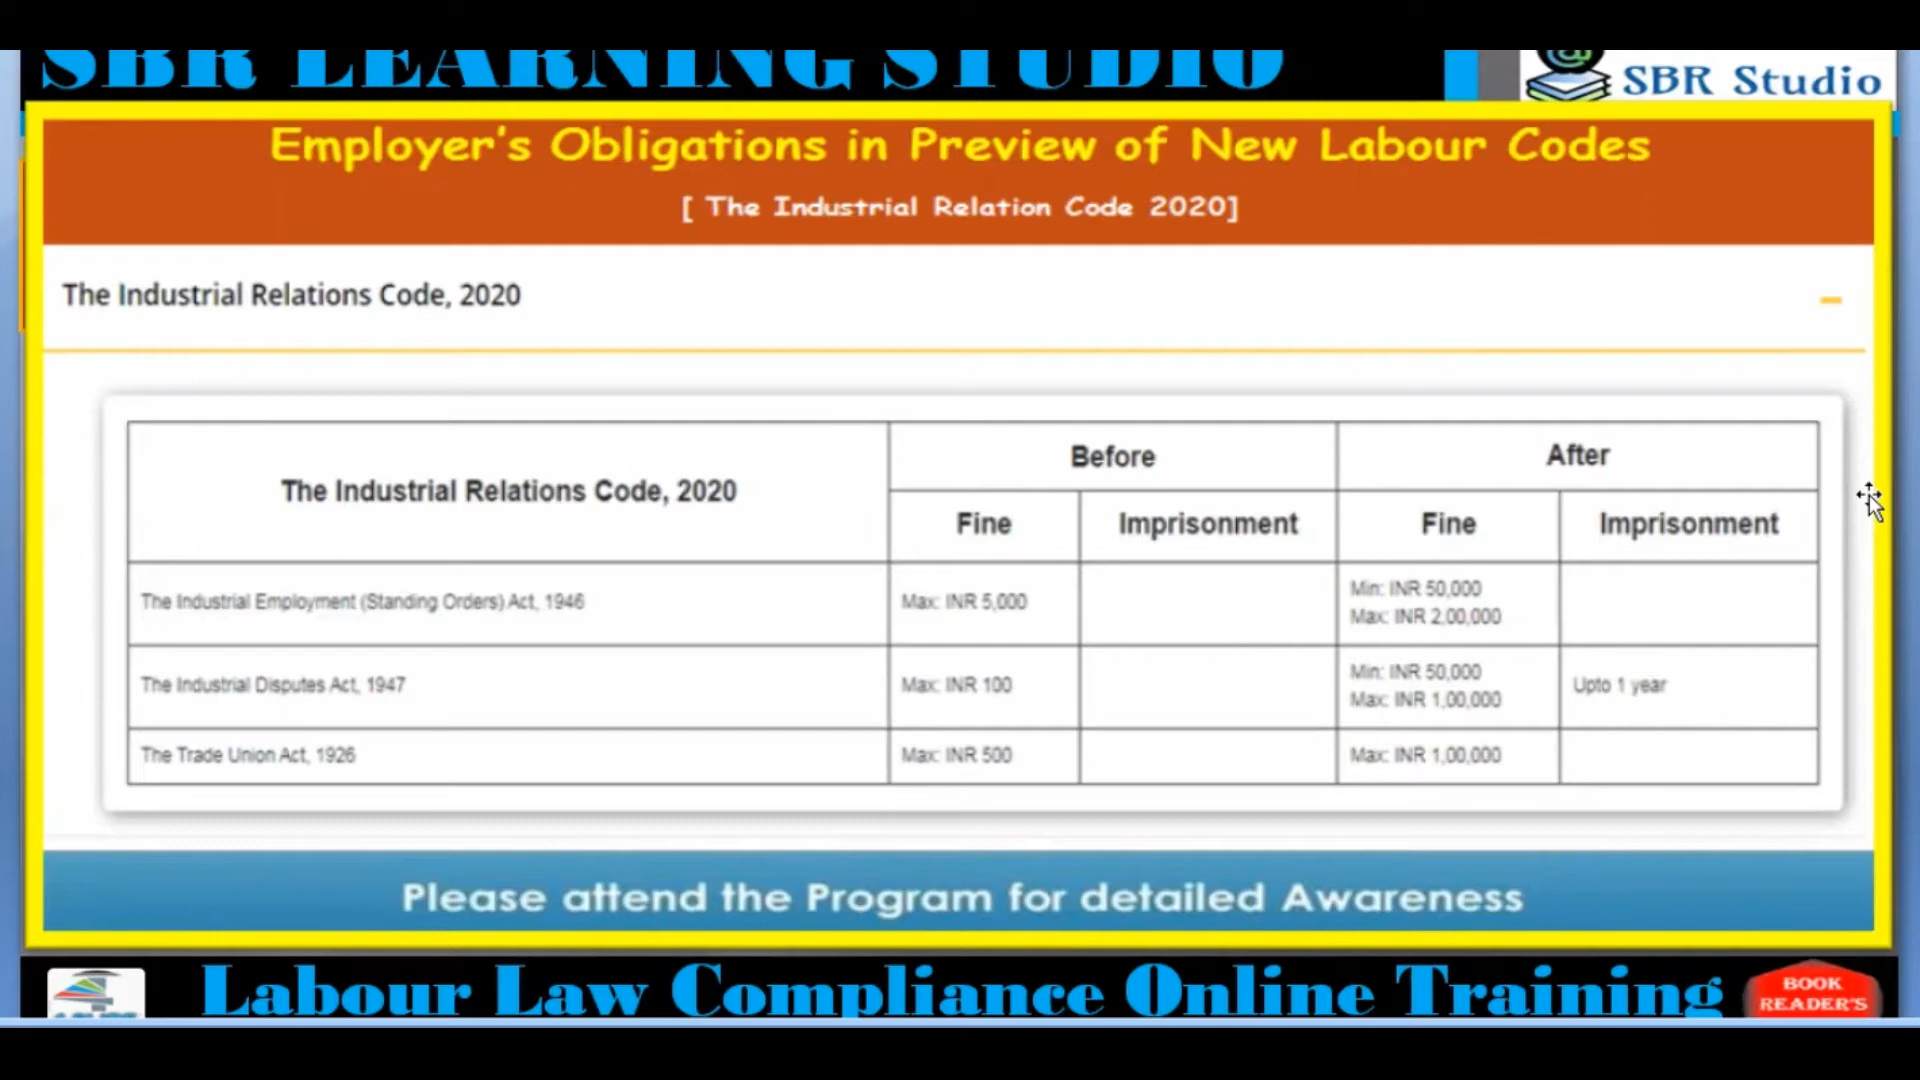 SBR LEARNING STUDIO
SBR Studio
Employer's Obligations in Preview of New Labour Codes
[ The Industrial Relation Code 2020]
The Industrial Relations Code, 2020
The Industrial Relations Code, 2020
Before
After
Fine
Imprisonment
Fine
Imprisonment
The Industrial Employment (Standing Orders) Act, 1946
Max: INR 5,000
Min: INR 50,000
Max: INR 2,00,000
The Industrial Disputes Act, 1947
Max: INR 100
Min: INR 50,000
Max: INR 1,00,000
Upto 1 year
The Trade Union Act, 1926
Max: INR 500
Max: INR 1,00,000
Please attend the Program for detailed Awareness
Labour Law Compliance Online Training
BOOK
READER'S